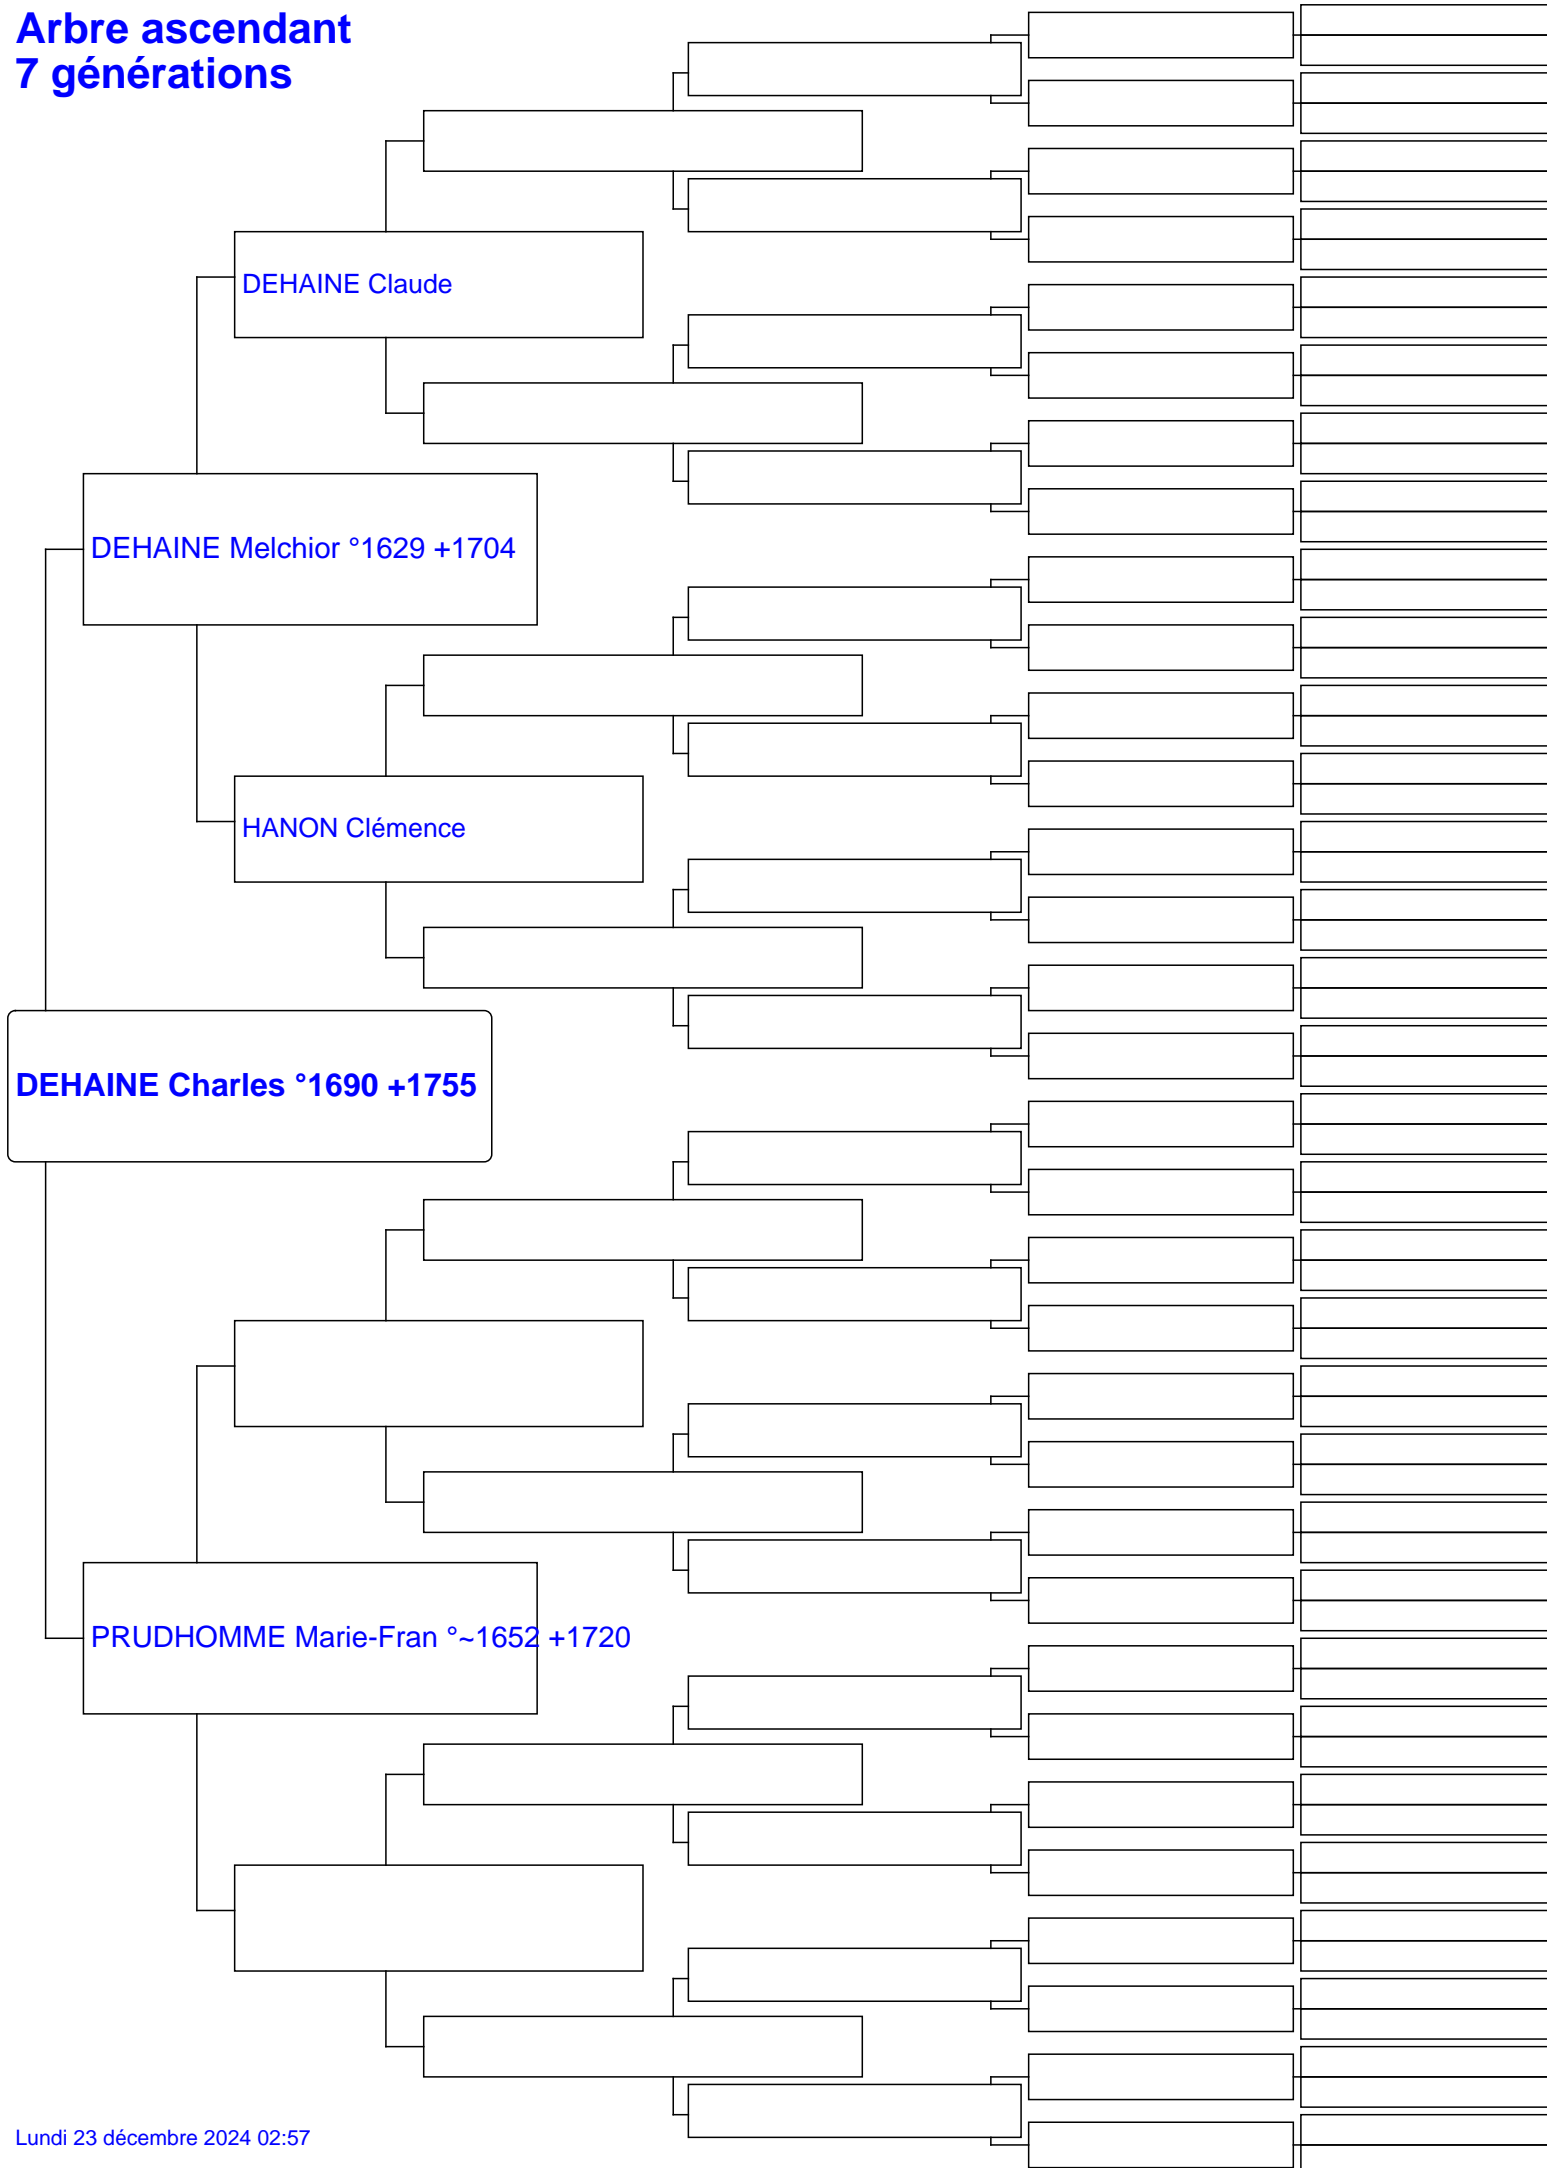 Arbre ascendant
7 générations
DEHAINE Claude
DEHAINE Melchior °1629 +1704
HANON Clémence
DEHAINE Charles °1690 +1755
PRUDHOMME Marie-Fran °~1652 +1720
Lundi 23 décembre 2024 02:57